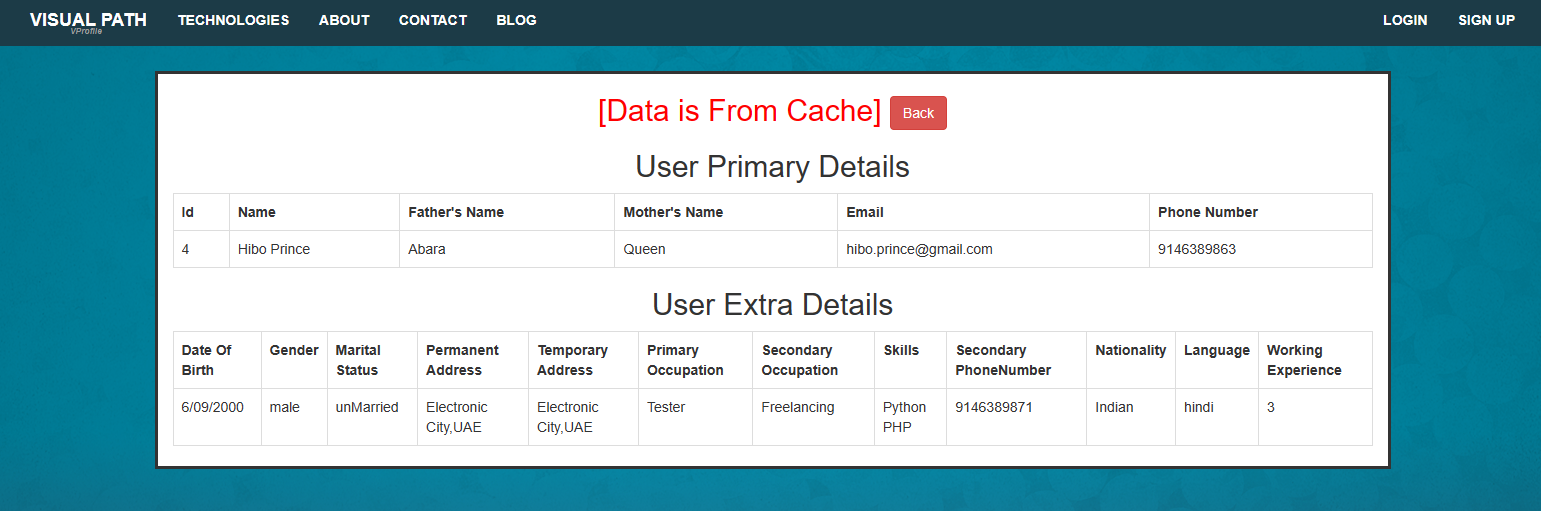 VISUAL PATH TECHNOLOGIES ABOUT CONTACT BLOG LOGIN SIGN UP
VProfile
[Data is From Cache] Back
User Primary Details
Id Name Father's Name Mother's Name Email Phone Number
4 Hibo Prince Abara Queen hibo.prince@gmail.com 9146389863
User Extra Details
Date Of Gender Marital Permanent Temporary Primary Secondary Skills Secondary Nationality Language Working
Birth Status Address Address Occupation Occupation PhoneNumber Experience
6/09/2000 male unMarried Electronic Electronic Tester Freelancing Python 9146389871 Indian hindi 3
City,UAE City,UAE PHP